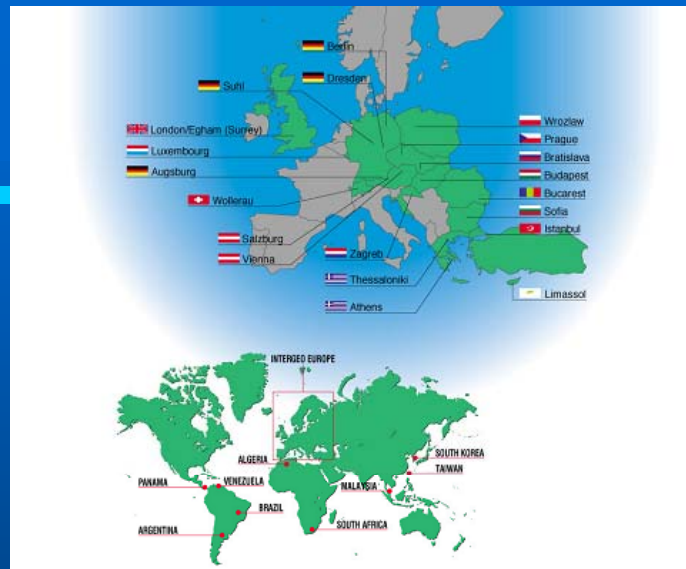 Berlin
Dresden
Suhl
London/Egham (Surrey)
Luxembourg
Augsburg
Wollerau
Salzburg
Vienna
Zagreb
Thessaloniki
Athens
Wrozlaw
Prague
Bratislava
Budapest
Bucarest
Sofia
Istanbul
Limassol
INTERGEO EUROPE
ALGERIA
SOUTH KOREA
TAIWAN
PANAMA
VENEZUELA
MALAYSIA
BRAZIL
ARGENTINA
SOUTH AFRICA